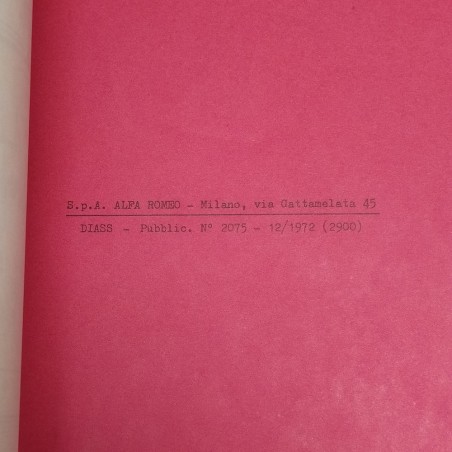 S.p.A. ALFA ROMEO - Milano, via Gattamelata 45
DIASS - Pubblic. N° 2075 - 12/1972 (2900)